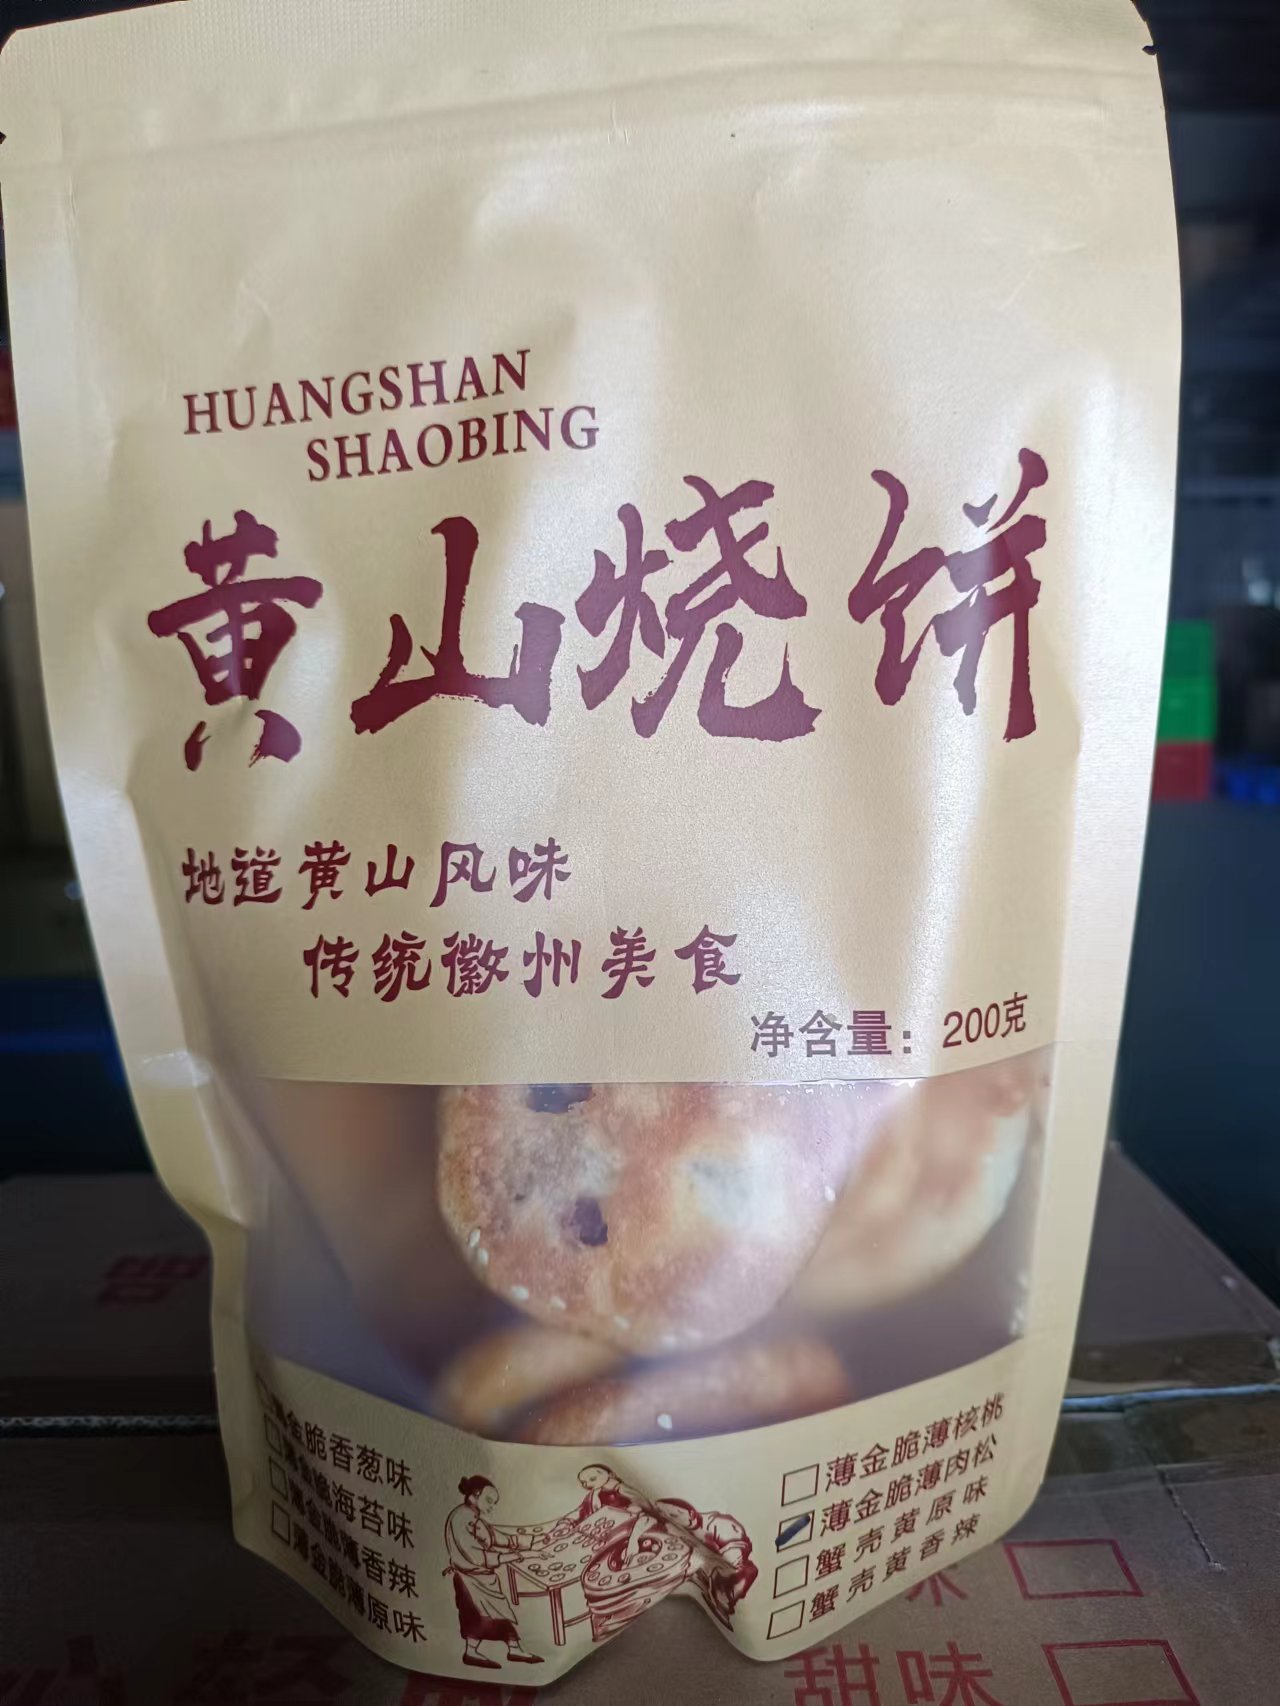 HUANGSHAN
SHAOBING
黄山烧饼
地道黄山风味
传统徽州美食
净含量：200克
薄金脆香葱味
薄金脆海苔味
薄金脆薄香辣
薄金脆薄原味
薄金脆薄核桃
薄金脆薄肉松
蟹壳黄原味
蟹壳黄香辣
味
甜味